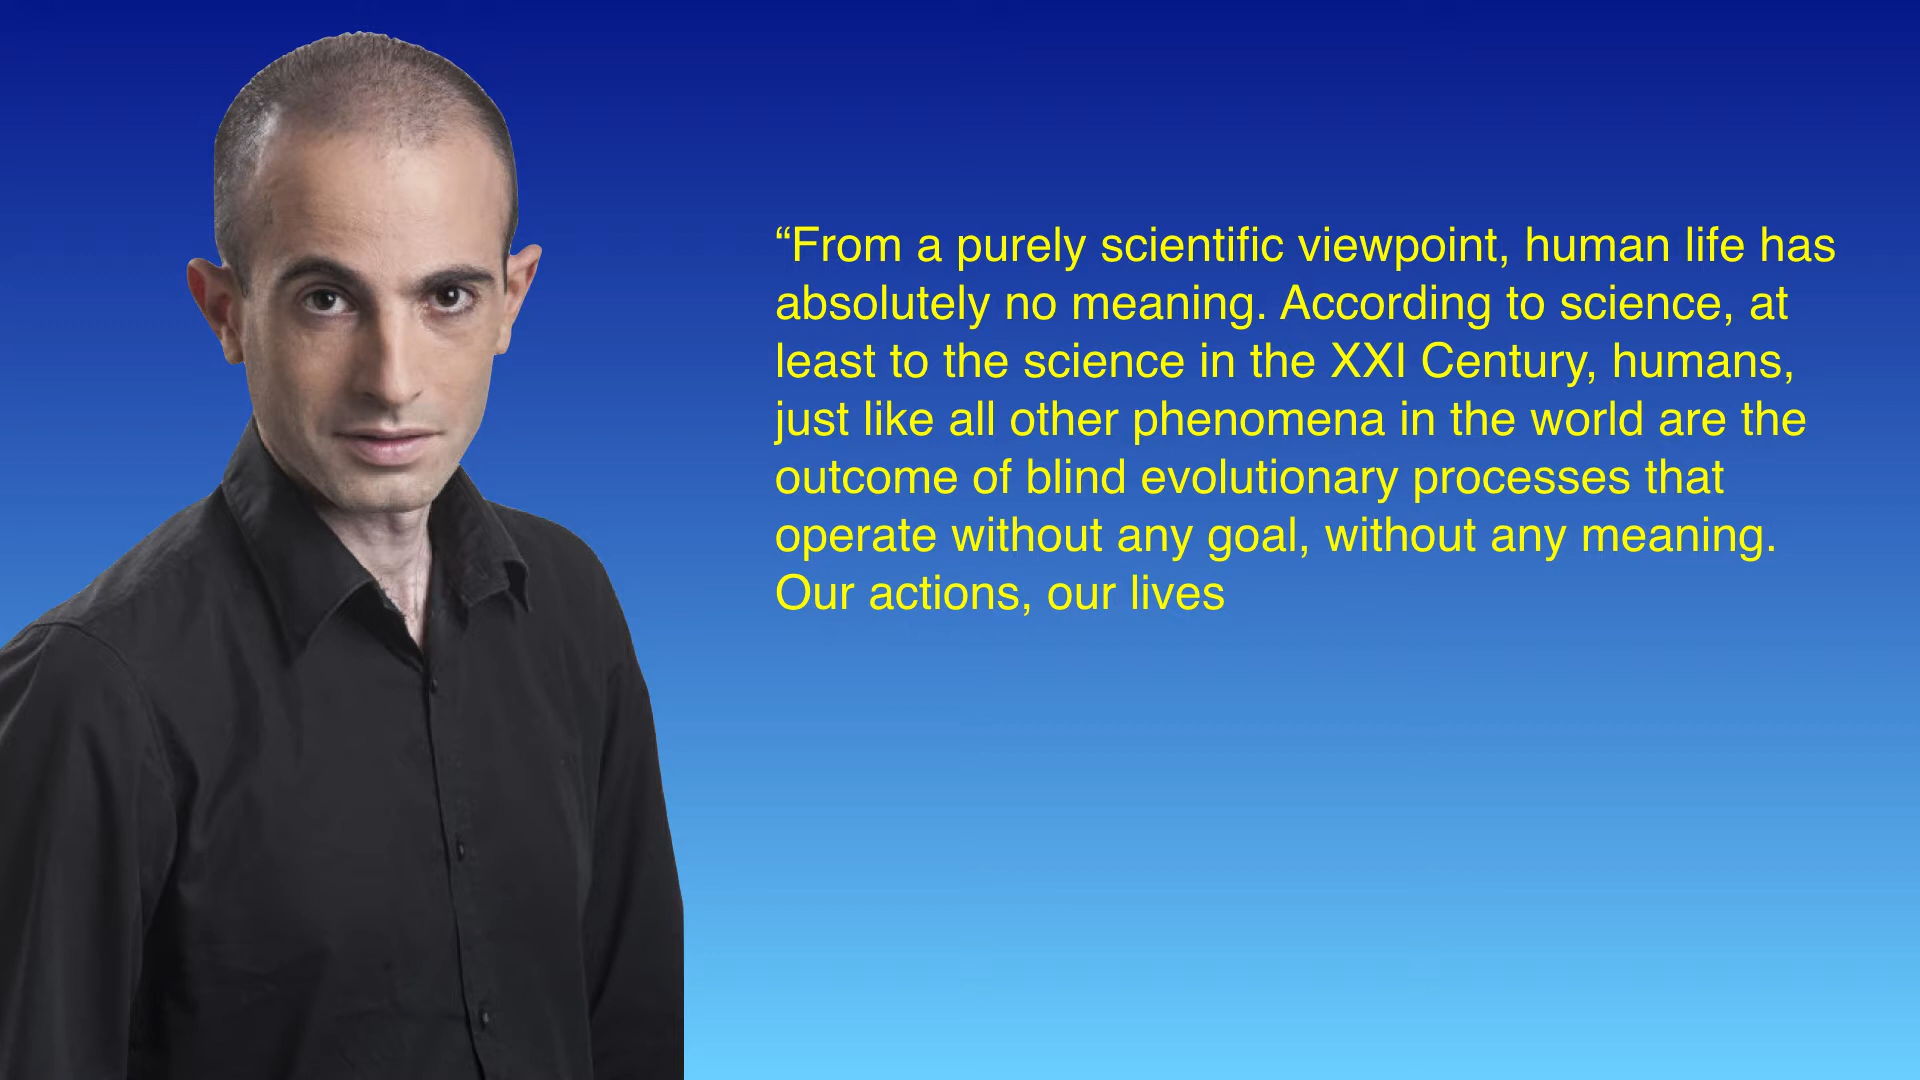 “From a purely scientific viewpoint, human life has
absolutely no meaning. According to science, at
least to the science in the XXI Century, humans,
just like all other phenomena in the world are the
outcome of blind evolutionary processes that
operate without any goal, without any meaning.
Our actions, our lives